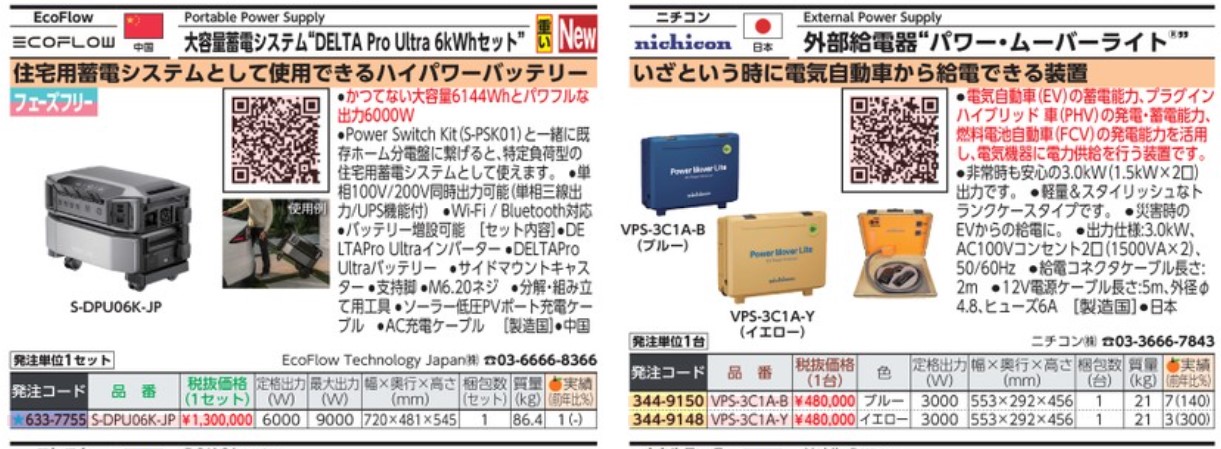 EcoFlow
ECOFLOW
中国
Portable Power Supply
大容量蓄電システム“DELTA Pro Ultra 6kWhセット”
重い
New
住宅用蓄電システムとして使用できるハイパワーバッテリー
フェーズフリー
●かつてない大容量6144Whとパワフルな
出力6000W
●Power Switch Kit(S-PSK01)と一緒に既
存ホーム分電盤に繋げると、特定負荷型の
住宅用蓄電システムとして使えます。 ●単
相100V/200V同時出力可能(単相三線出
力/UPS機能付) ●Wi-Fi / Bluetooth対応
●バッテリー増設可能 [セット内容]●DE
LTAPro Ultraインバーター ●DELTAPro
Ultraバッテリー ●サイドマウントキャス
ター ●支持脚 ●M6.20ネジ ●分解・組み立
て用工具 ●ソーラー低圧PVポート充電ケー
ブル ●AC充電ケーブル [製造国]●中国
使用例
S-DPU06K-JP
発注単位1セット
EcoFlow Technology Japan㈱ ☎03-6666-8366
発注コード 品番 税抜価格(1セット) 定格出力(W) 最大出力(W) 幅×奥行×高さ(mm) 梱包数(セット) 質量(kg) 実績(前年比%)
★633-7755 S-DPU06K-JP ¥1,300,000 6000 9000 720×481×545 1 86.4 1(-)
ニチコン
nichicon
日本
External Power Supply
外部給電器“パワー・ムーバーライト®”
いざという時に電気自動車から給電できる装置
●電気自動車(EV)の蓄電能力、プラグイン
ハイブリッド 車(PHV)の発電・蓄電能力、
燃料電池自動車(FCV)の発電能力を活用
し、電気機器に電力供給を行う装置です。
●非常時も安心の3.0kW(1.5kW×2口)
出力です。 ●軽量&スタイリッシュなト
ランクケースタイプです。 ●災害時の
EVからの給電に。 ●出力仕様:3.0kW、
AC100Vコンセント2口(1500VA×2)、
50/60Hz ●給電コネクタケーブル長さ:
2m ●12V電源ケーブル長さ:5m、外径φ
4.8、ヒューズ6A [製造国]●日本
Power Mover Lite
nichicon
VPS-3C1A-B
(ブルー)
Power Mover Lite
nichicon
VPS-3C1A-Y
(イエロー)
発注単位1台
ニチコン㈱ ☎03-3666-7843
発注コード 品番 税抜価格(1台) 色 定格出力(W) 幅×奥行×高さ(mm) 梱包数(台) 質量(kg) 実績(前年比%)
344-9150 VPS-3C1A-B ¥480,000 ブルー 3000 553×292×456 1 21 7(140)
344-9148 VPS-3C1A-Y ¥480,000 イエロー 3000 553×292×456 1 21 3(300)